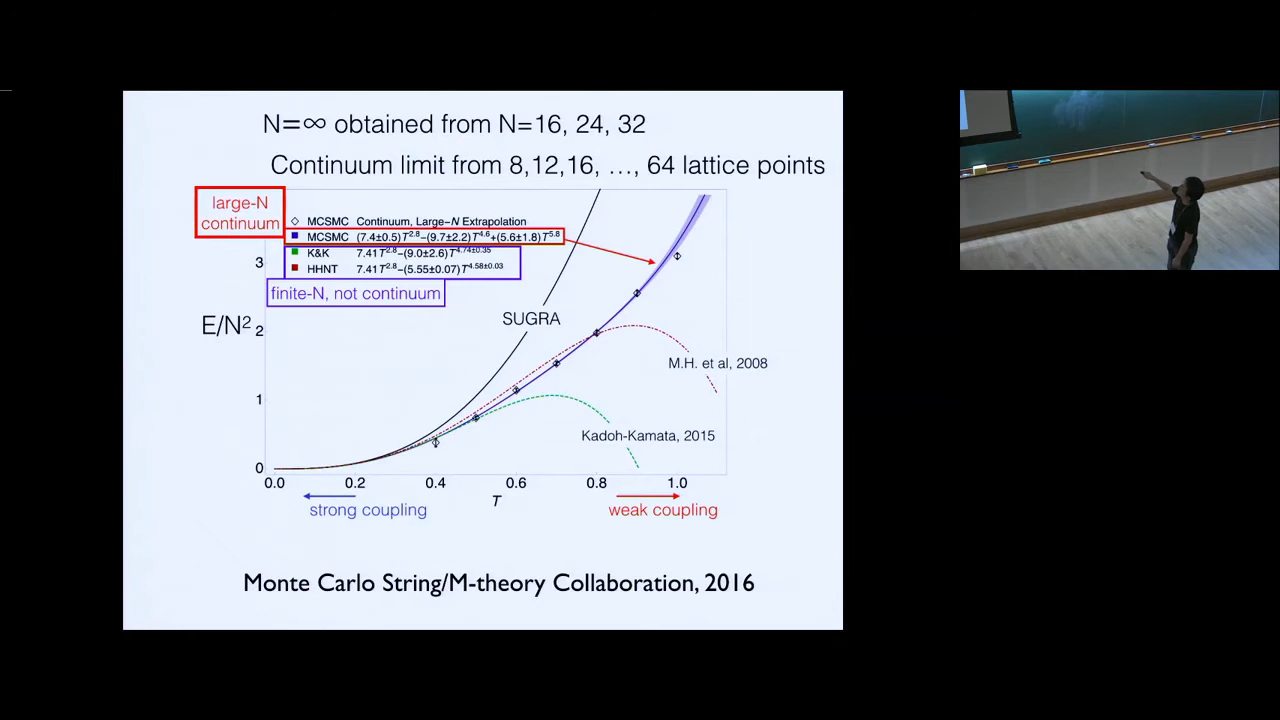 N=∞ obtained from N=16, 24, 32
Continuum limit from 8,12,16, …, 64 lattice points
large-N
continuum
MCSMC Continuum, Large-N Extrapolation
MCSMC (7.4±0.5)T^2.8−(9.7±2.2)T^4.6+(5.6±1.8)T^5.8
K&K 7.41T^2.8−(9.0±2.6)T^4.74±0.35
HHNT 7.41T^2.8−(5.55±0.07)T^4.58±0.03
finite-N, not continuum
E/N²
3
2
1
0
SUGRA
M.H. et al, 2008
Kadoh-Kamata, 2015
0.0 0.2 0.4 0.6 0.8 1.0
T
strong coupling
weak coupling
Monte Carlo String/M-theory Collaboration, 2016